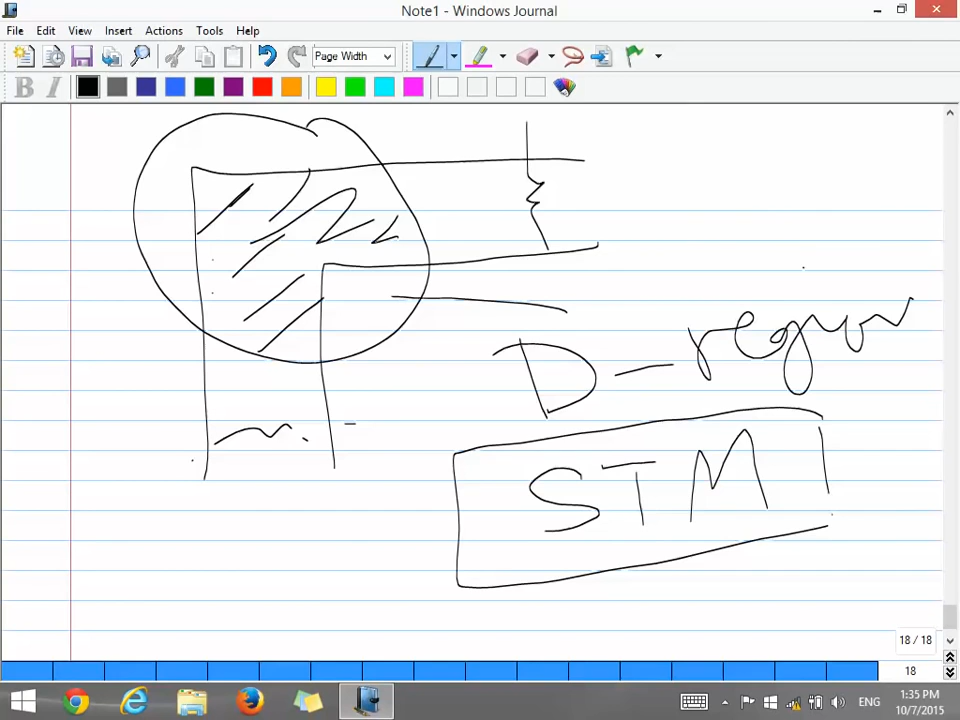 Note1 - Windows Journal
File Edit View Insert Actions Tools Help
Page Width
B I
D - region
STM
18 / 18
18
ENG
1:35 PM
10/7/2015